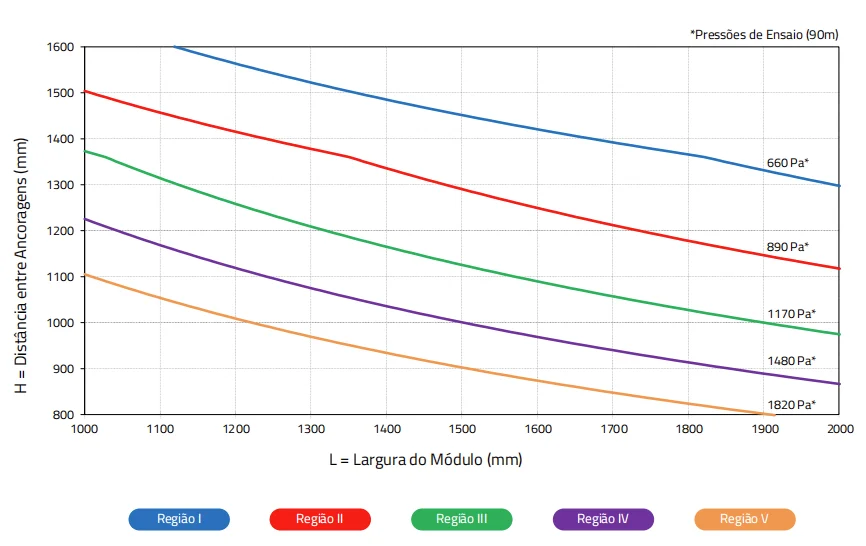 *Pressões de Ensaio (90m)
H = Distância entre Ancoragens (mm)
1600
1500
1400
1300
1200
1100
1000
900
800
660 Pa*
890 Pa*
1170 Pa*
1480 Pa*
1820 Pa*
1000 1100 1200 1300 1400 1500 1600 1700 1800 1900 2000
L = Largura do Módulo (mm)
Região I Região II Região III Região IV Região V